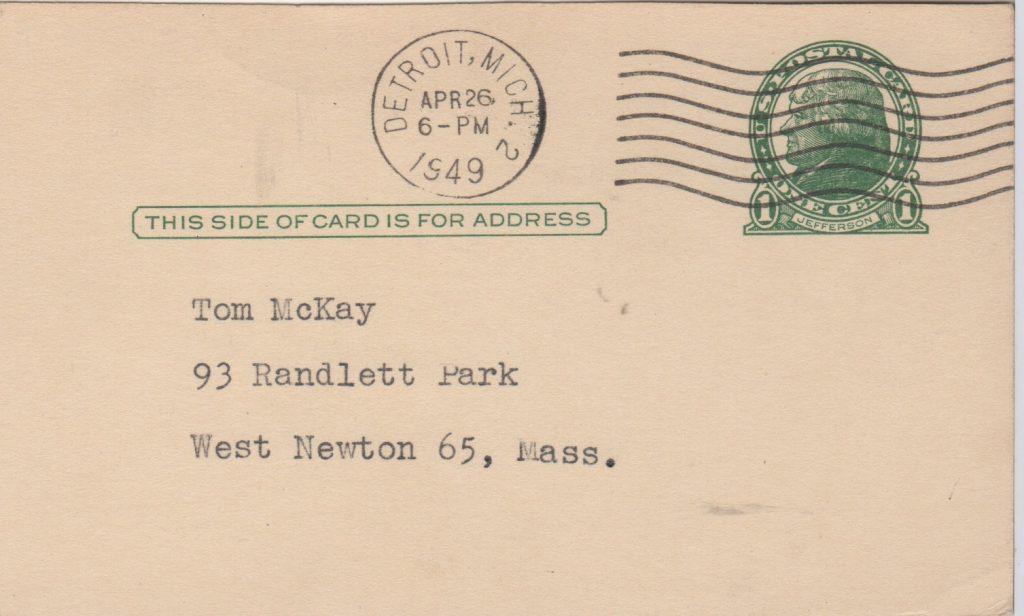 DETROIT, MICH. 2
APR 26
6-PM
1949
U.S. POSTAL CARD
ONE CENT
1 JEFFERSON 1
THIS SIDE OF CARD IS FOR ADDRESS
Tom McKay
93 Randlett Park
West Newton 65, Mass.